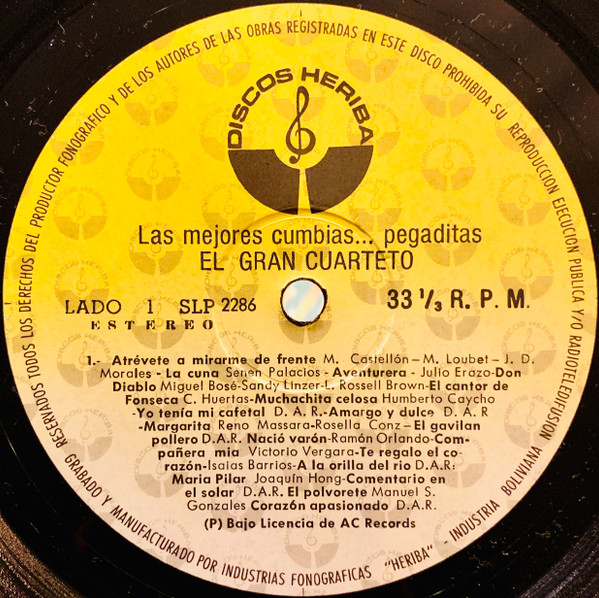 RESERVADOS TODOS LOS DERECHOS DEL PRODUCTOR FONOGRAFICO Y DE LOS AUTORES DE LAS OBRAS REGISTRADAS EN ESTE DISCO PROHIBIDA SU REPRODUCCION EJECUCION PUBLICA Y/O RADIOTELEDIFUSION
DISCOS HERIBA
Las mejores cumbias... pegaditas
EL GRAN CUARTETO
LADO 1 SLP 2286
33 1/3 R. P. M.
ESTEREO
1.- Atrévete a mirarme de frente M. Castellón-M. Loubet-J. D.
Morales - La cuna Senen Palacios - Aventurera - Julio Erazo-Don
Diablo Miguel Bosé-Sandy Linzer-L. Rossell Brown-El cantor de
Fonseca C. Huertas-Muchachita celosa Humberto Caycho
-Yo tenía mi cafetal D. A. R.-Amargo y dulce D. A. R
-Margarita Reno Massara-Rosella Conz-El gavilan
pollero D.A.R. Nació varón-Ramón Orlando-Com-
pañera mia Victorio Vergara-Te regalo el co-
razón-Isaias Barrios-A la orilla del rio D.A.R:
Maria Pilar Joaquín Hong-Comentario en
el solar D.A.R. El polvorete Manuel S.
Gonzales Corazón apasionado D.A.R.
(P) Bajo Licencia de AC Records
GRABADO Y MANUFACTURADO POR INDUSTRIAS FONOGRAFICAS "HERIBA" - INDUSTRIA BOLIVIANA